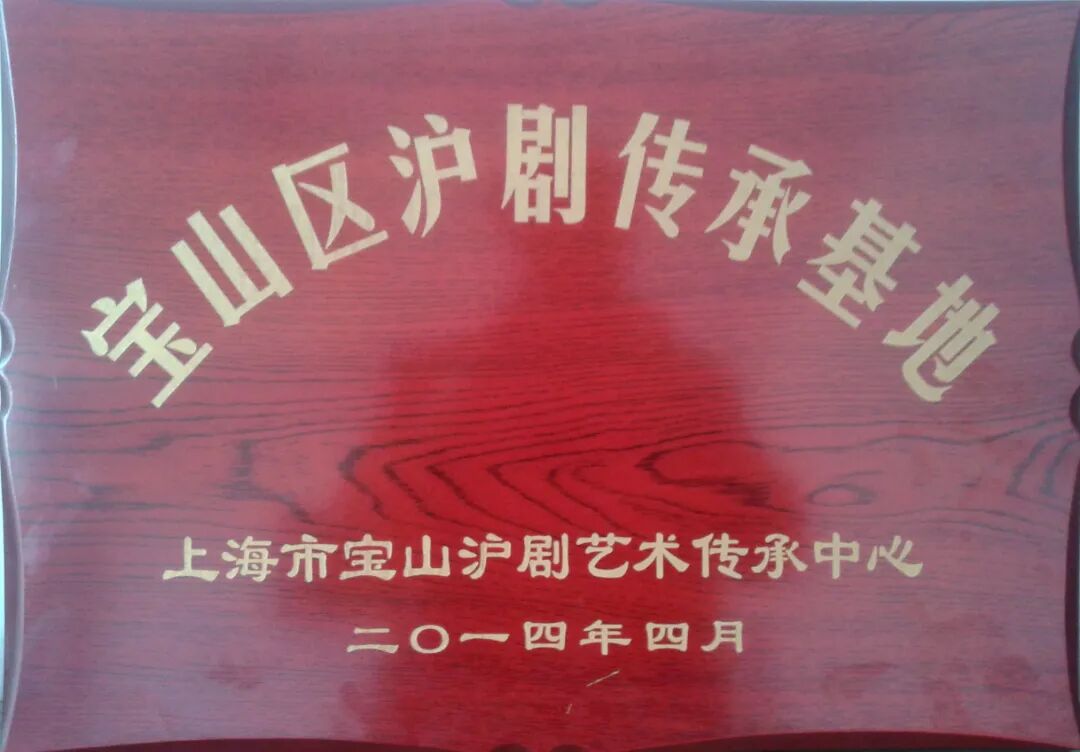 宝山区沪剧传承基地
上海市宝山沪剧艺术传承中心
二〇一四年四月